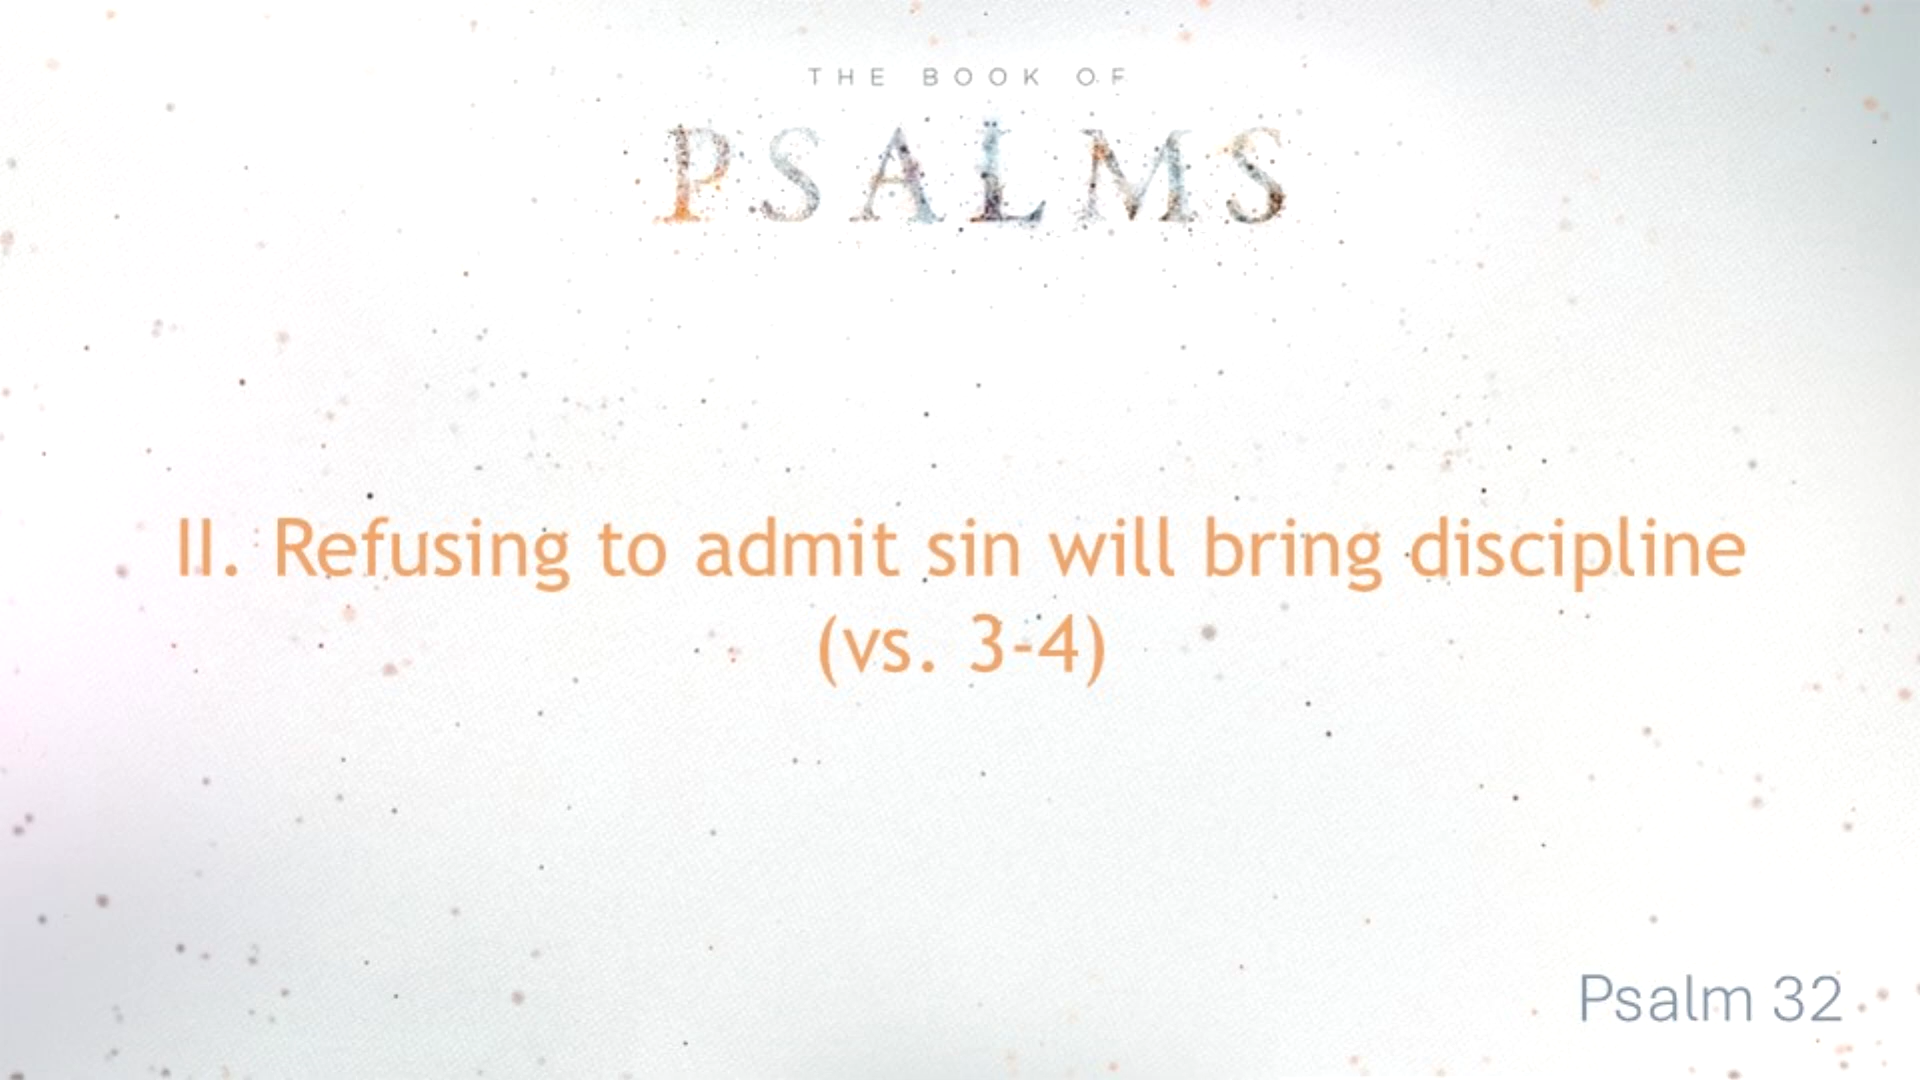 THE BOOK OF
PSALMS
II. Refusing to admit sin will bring discipline
(vs. 3-4)
Psalm 32